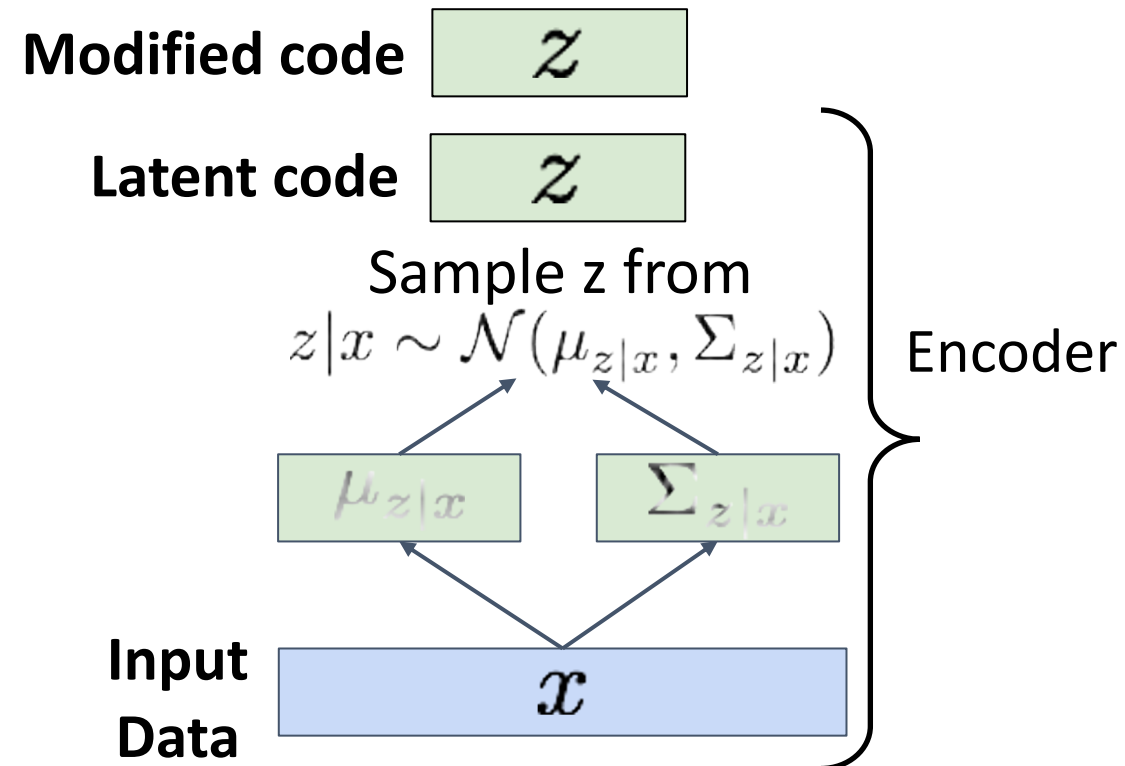 Modified code z
Latent code z
Sample z from
z|x ∼ 𝒩(μ_{z|x}, Σ_{z|x})
Encoder
μ_{z|x} Σ_{z|x}
Input
Data
x